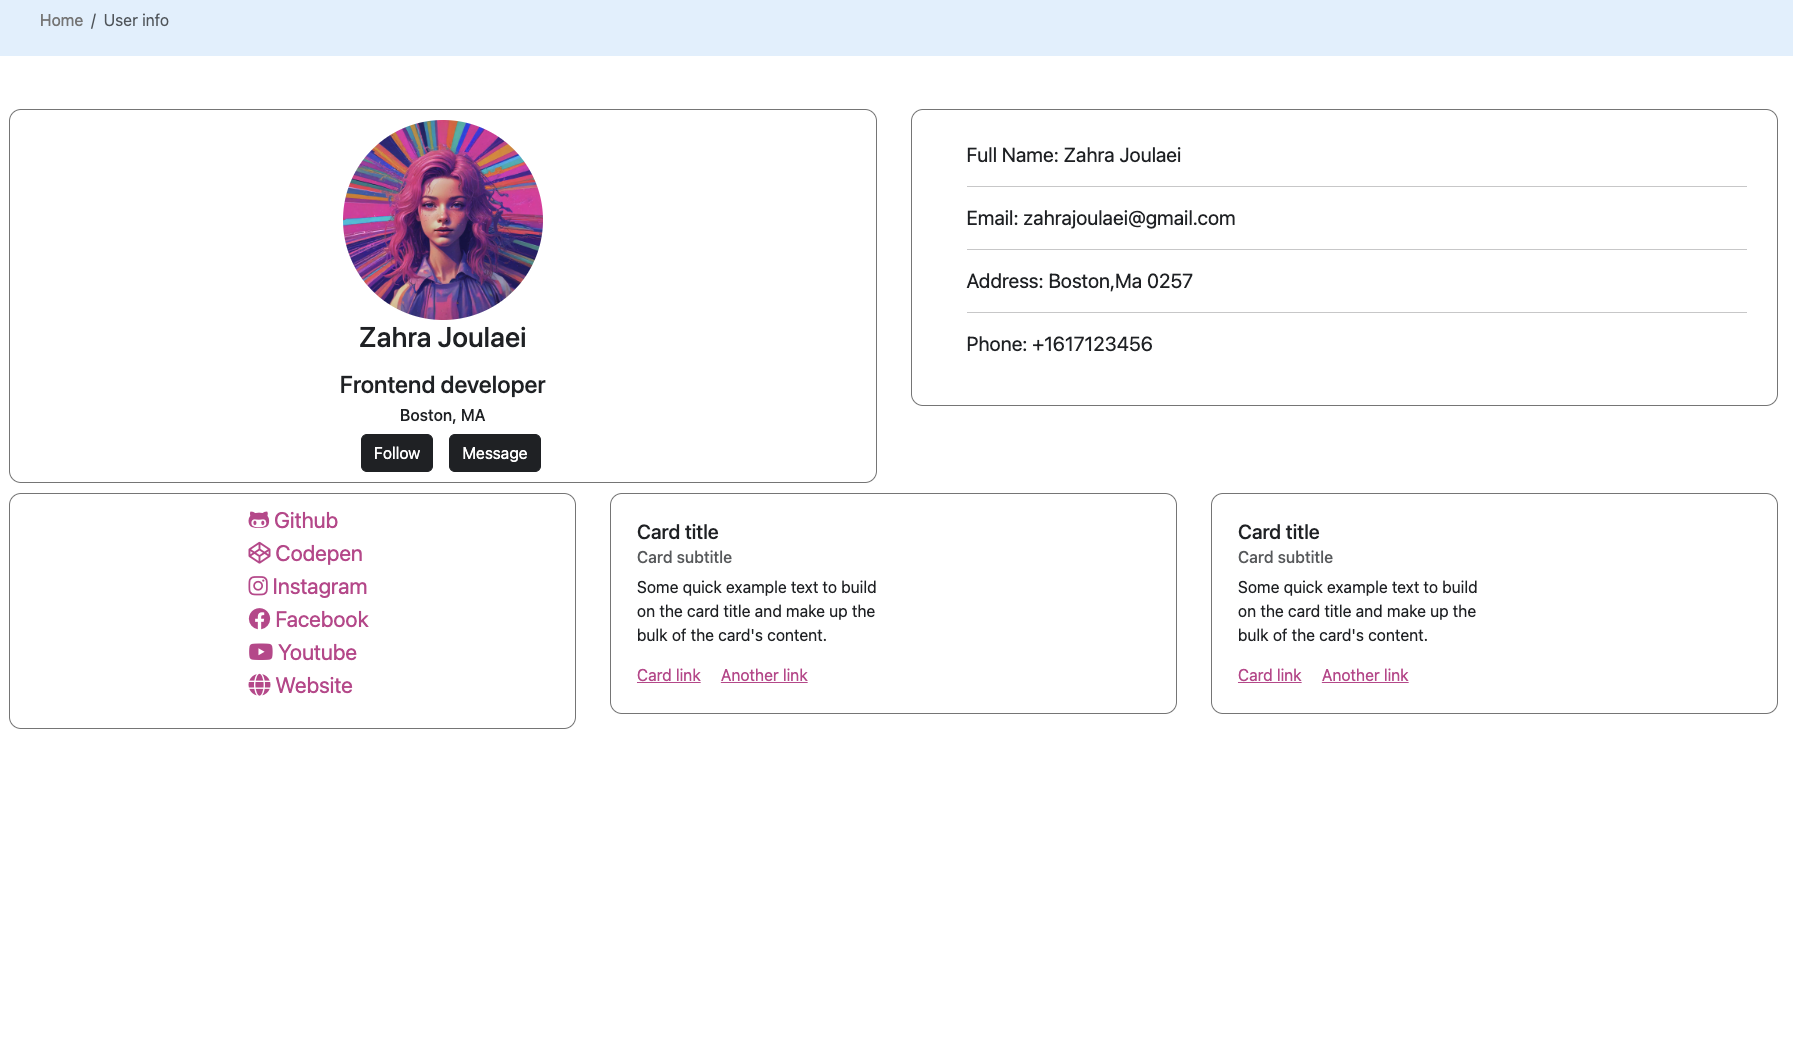 Home / User info
Zahra Joulaei
Frontend developer
Boston, MA
Follow Message
Full Name: Zahra Joulaei
Email: zahrajoulaei@gmail.com
Address: Boston,Ma 0257
Phone: +1617123456
Github
Codepen
Instagram
Facebook
Youtube
Website
Card title
Card subtitle
Some quick example text to build
on the card title and make up the
bulk of the card's content.
Card link Another link
Card title
Card subtitle
Some quick example text to build
on the card title and make up the
bulk of the card's content.
Card link Another link